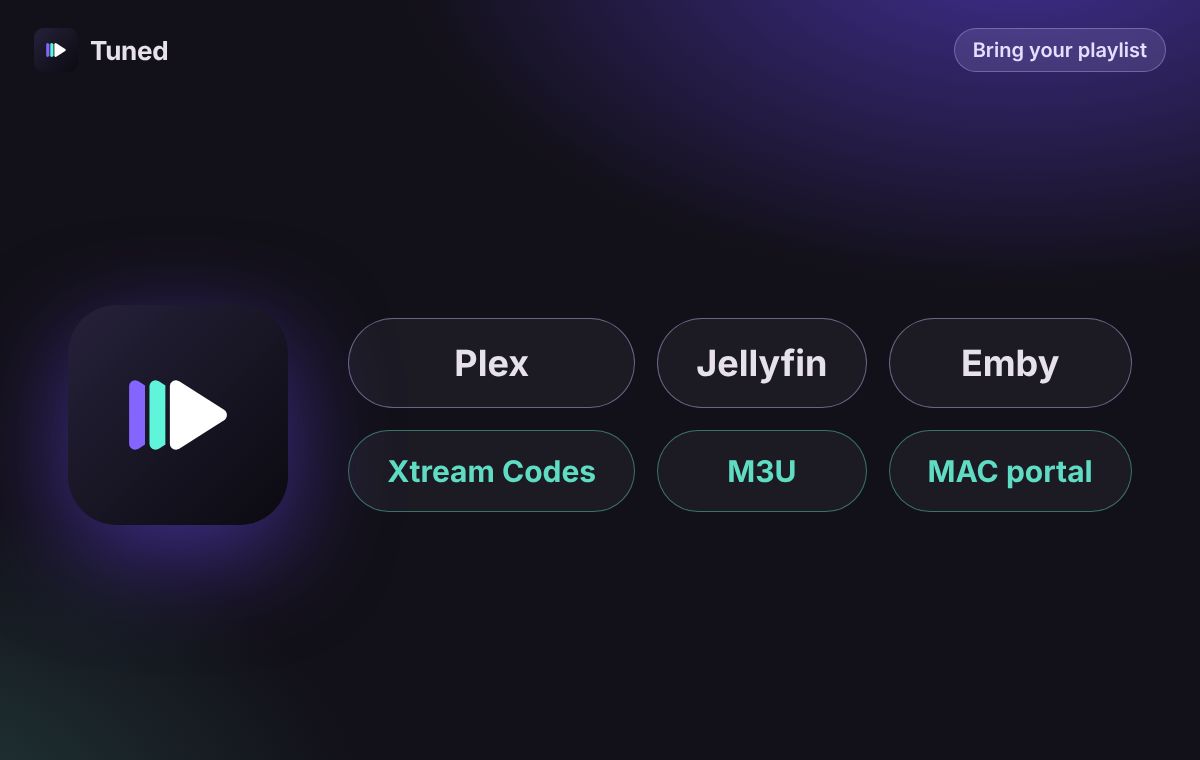 Tuned
Bring your playlist
Plex
Jellyfin
Emby
Xtream Codes
M3U
MAC portal